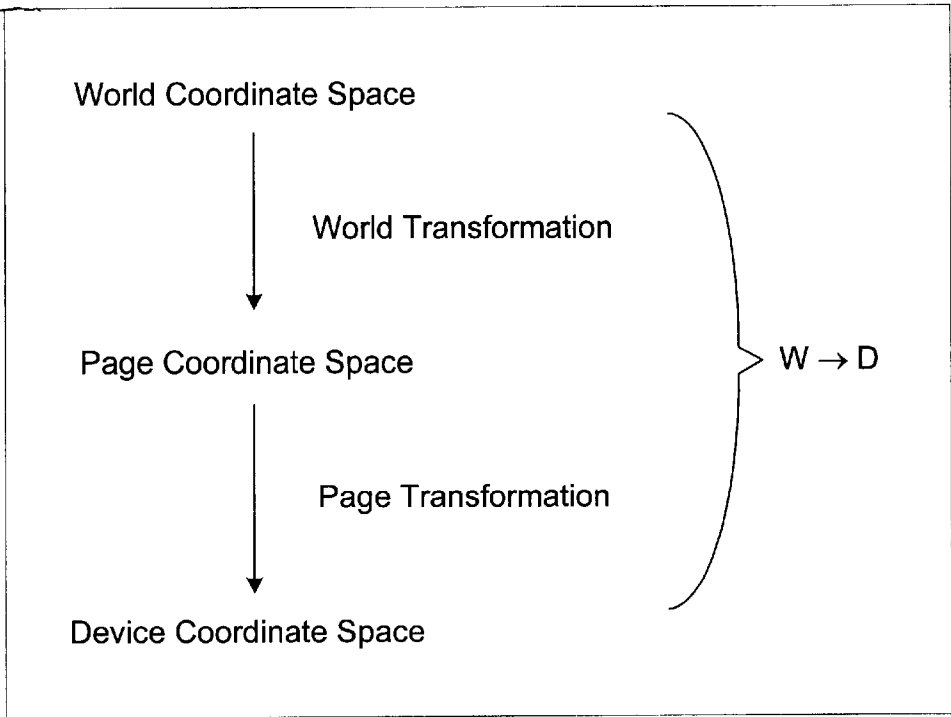 World Coordinate Space
World Transformation
Page Coordinate Space
W → D
Page Transformation
Device Coordinate Space